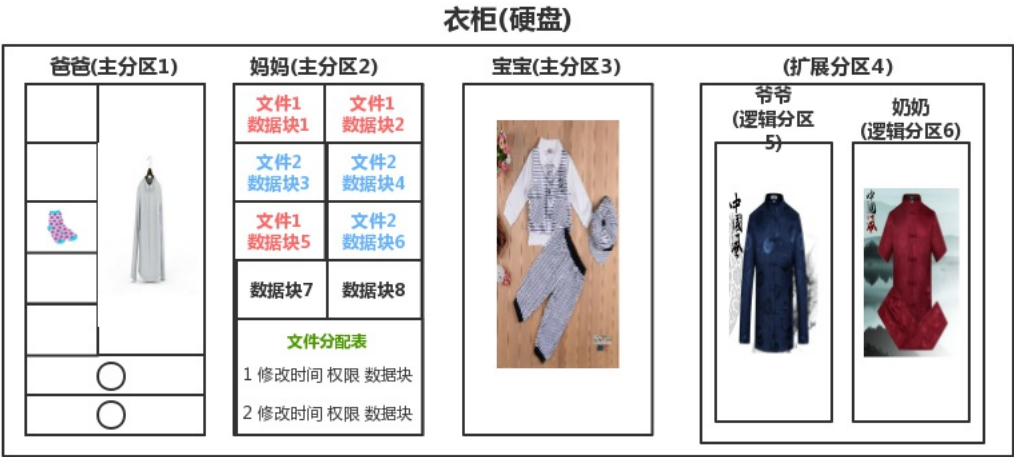 衣柜(硬盘)
爸爸(主分区1)
妈妈(主分区2)
宝宝(主分区3)
(扩展分区4)
文件1
数据块1
文件1
数据块2
文件2
数据块3
文件2
数据块4
文件1
数据块5
文件2
数据块6
数据块7
数据块8
文件分配表
1 修改时间 权限 数据块
2 修改时间 权限 数据块
爷爷
(逻辑分区
5)
中國風
奶奶
(逻辑分区6)
中國風